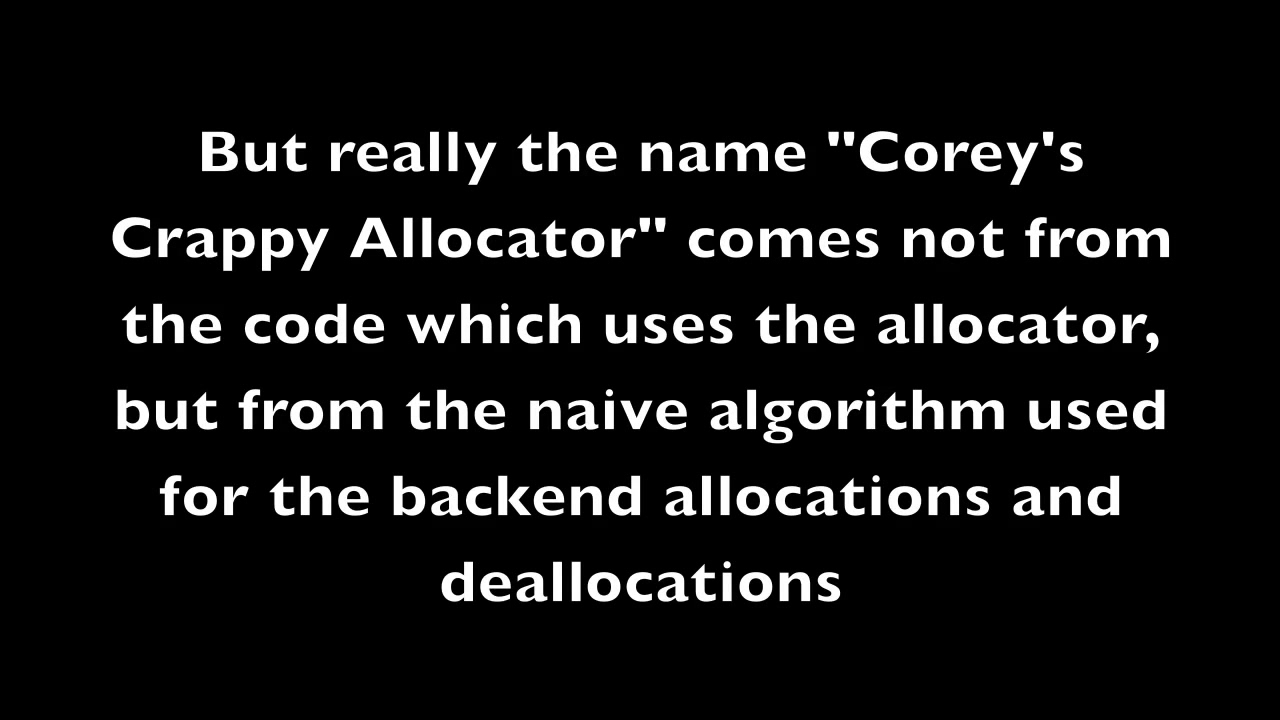 But really the name "Corey's
Crappy Allocator" comes not from
the code which uses the allocator,
but from the naive algorithm used
for the backend allocations and
deallocations